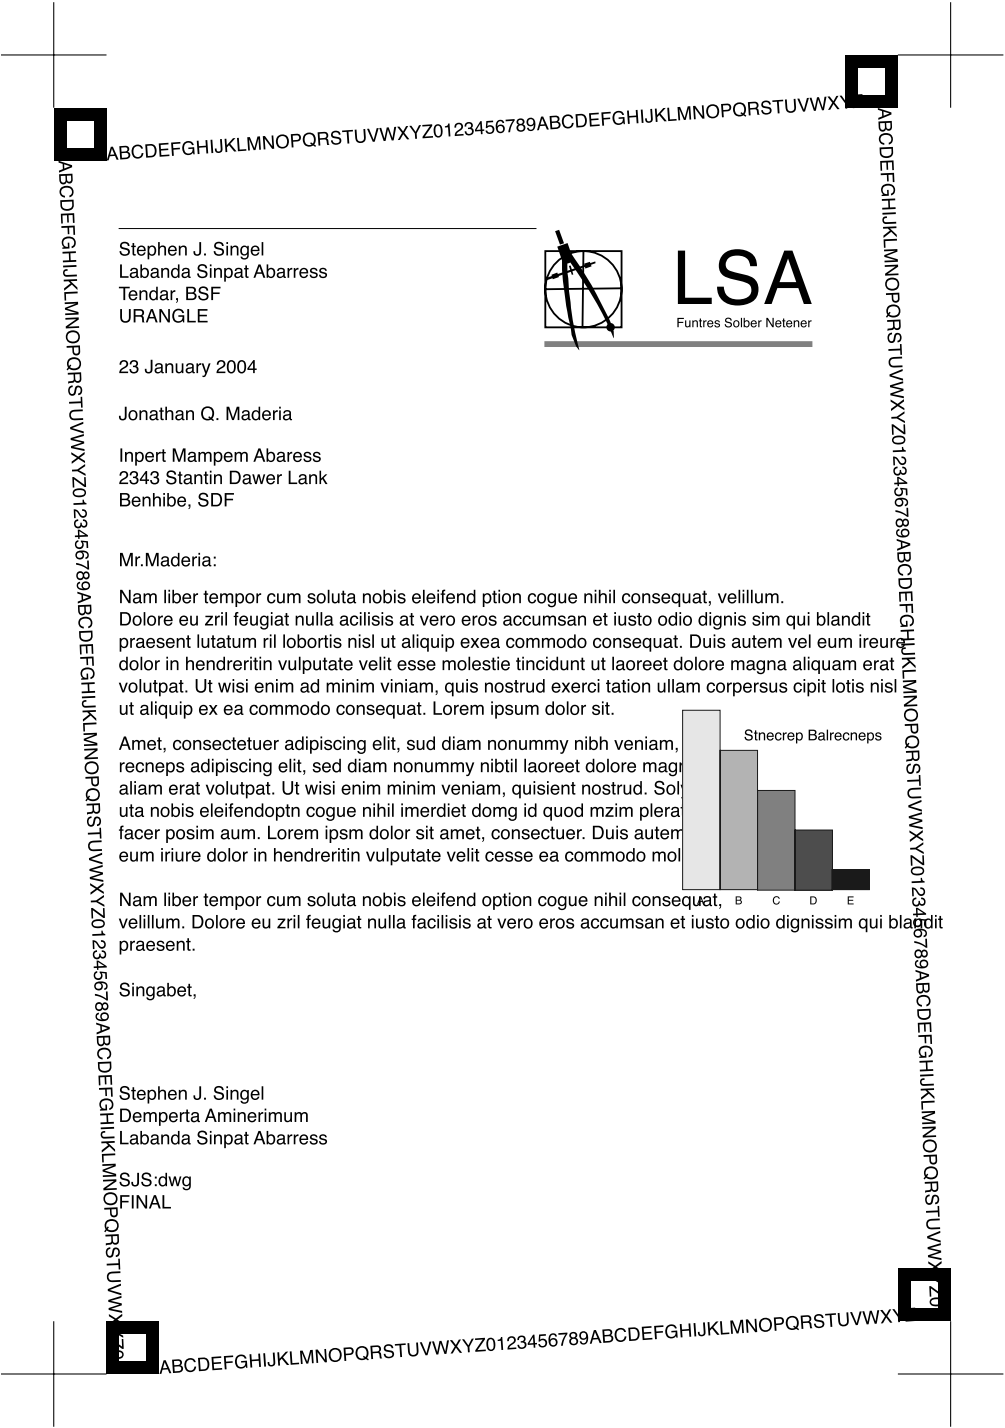 ABCDEFGHIJKLMNOPQRSTUVWXYZ0123456789ABCDEFGHIJKLMNOPQRSTUVWX
ABCDEFGHIJKLMNOPQRSTUVWXYZ0123456789ABCDEFGHIJKLMNOPQRSTUVWXYZ0123456789ABCDEFGHIJKLMNOPQRSTUVWX
ABCDEFGHIJKLMNOPQRSTUVWXYZ0123456789ABCDEFGHIJKLMNOPQRSTUVWXYZ0123456789ABCDEFGHIJKLMNOPQRSTUVWX Z0
Stephen J. Singel
Labanda Sinpat Abarress
Tendar, BSF
URANGLE
LSA
Funtres Solber Netener
23 January 2004
Jonathan Q. Maderia
Inpert Mampem Abaress
2343 Stantin Dawer Lank
Benhibe, SDF
Mr.Maderia:
Nam liber tempor cum soluta nobis eleifend ption cogue nihil consequat, velillum.
Dolore eu zril feugiat nulla acilisis at vero eros accumsan et iusto odio dignis sim qui blandit
praesent lutatum ril lobortis nisl ut aliquip exea commodo consequat. Duis autem vel eum ireure
dolor in hendreritin vulputate velit esse molestie tincidunt ut laoreet dolore magna aliquam erat
volutpat. Ut wisi enim ad minim viniam, quis nostrud exerci tation ullam corpersus cipit lotis nisl
ut aliquip ex ea commodo consequat. Lorem ipsum dolor sit.
Amet, consectetuer adipiscing elit, sud diam nonummy nibh veniam,
recneps adipiscing elit, sed diam nonummy nibtil laoreet dolore mag
aliam erat volutpat. Ut wisi enim minim veniam, quisient nostrud. Sol
uta nobis eleifendoptn cogue nihil imerdiet domg id quod mzim plera
facer posim aum. Lorem ipsm dolor sit amet, consectuer. Duis autem
eum iriure dolor in hendreritin vulputate velit cesse ea commodo mol
Stnecrep Balrecneps
A B C D E
Nam liber tempor cum soluta nobis eleifend option cogue nihil consequat,
velillum. Dolore eu zril feugiat nulla facilisis at vero eros accumsan et iusto odio dignissim qui blandit
praesent.
Singabet,
Stephen J. Singel
Demperta Aminerimum
Labanda Sinpat Abarress
SJS:dwg
FINAL
ABCDEFGHIJKLMNOPQRSTUVWXYZ0123456789ABCDEFGHIJKLMNOPQRSTUVWX